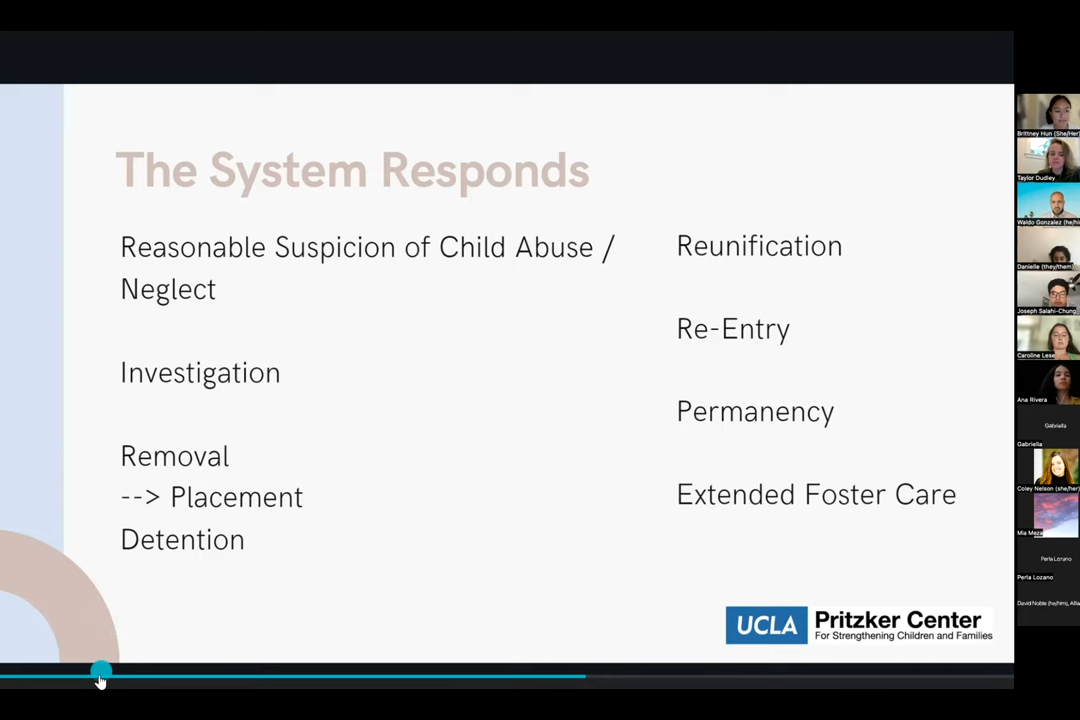 The System Responds
Reasonable Suspicion of Child Abuse /
Neglect
Investigation
Removal
--> Placement
Detention
Reunification
Re-Entry
Permanency
Extended Foster Care
UCLA
Pritzker Center
For Strengthening Children and Families
Brittney Hun (She/Her)
Taylor Dudley
Waldo Gonzalez (he/hi
Danielle (they/them)
Joseph Salahi-Chung
Caroline Lese
Ana Rivera
Gabriella
Gabriella
Coley Nelson (she/her)
Mia Meza
Perla Lozano
Perla Lozano
David Noble (he/him), Allia